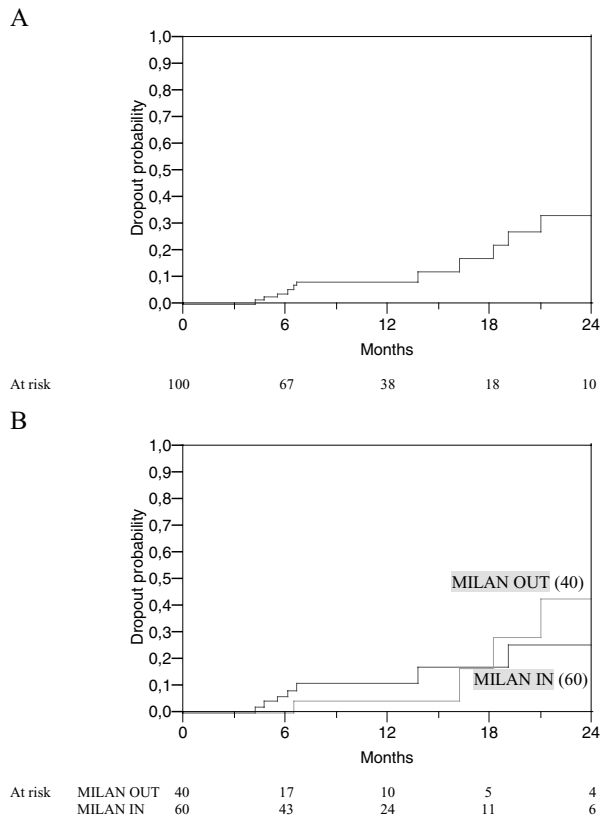 A
1,0
0,9
0,8
0,7
0,6
0,5
0,4
0,3
0,2
0,1
0,0
Dropout probability
0 6 12 18 24
Months
At risk 100 67 38 18 10
B
1,0
0,9
0,8
0,7
0,6
0,5
0,4
0,3
0,2
0,1
0,0
Dropout probability
MILAN OUT (40)
MILAN IN (60)
0 6 12 18 24
Months
At risk MILAN OUT 40 17 10 5 4
MILAN IN 60 43 24 11 6